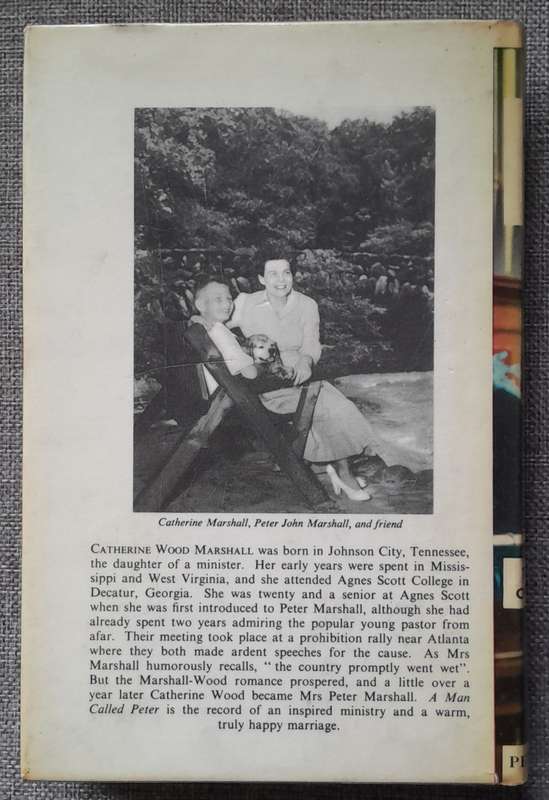 Catherine Marshall, Peter John Marshall, and friend
CATHERINE WOOD MARSHALL was born in Johnson City, Tennessee,
the daughter of a minister. Her early years were spent in Missis-
sippi and West Virginia, and she attended Agnes Scott College in
Decatur, Georgia. She was twenty and a senior at Agnes Scott
when she was first introduced to Peter Marshall, although she had
already spent two years admiring the popular young pastor from
afar. Their meeting took place at a prohibition rally near Atlanta
where they both made ardent speeches for the cause. As Mrs
Marshall humorously recalls, " the country promptly went wet".
But the Marshall-Wood romance prospered, and a little over a
year later Catherine Wood became Mrs Peter Marshall. A Man
Called Peter is the record of an inspired ministry and a warm,
truly happy marriage.